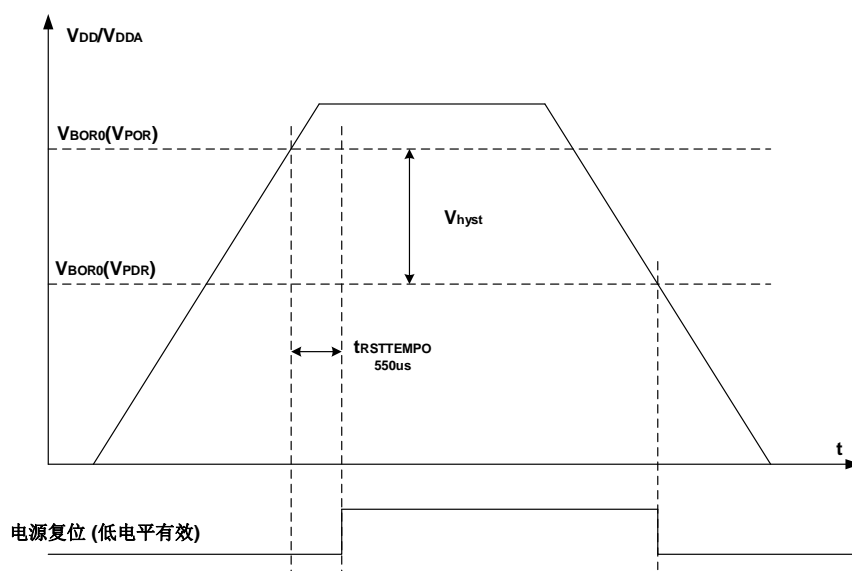 VDD/VDDA
VBOR0(VPOR)
Vhyst
VBOR0(VPDR)
tRSTTEMPO
550us
t
电源复位 (低电平有效)